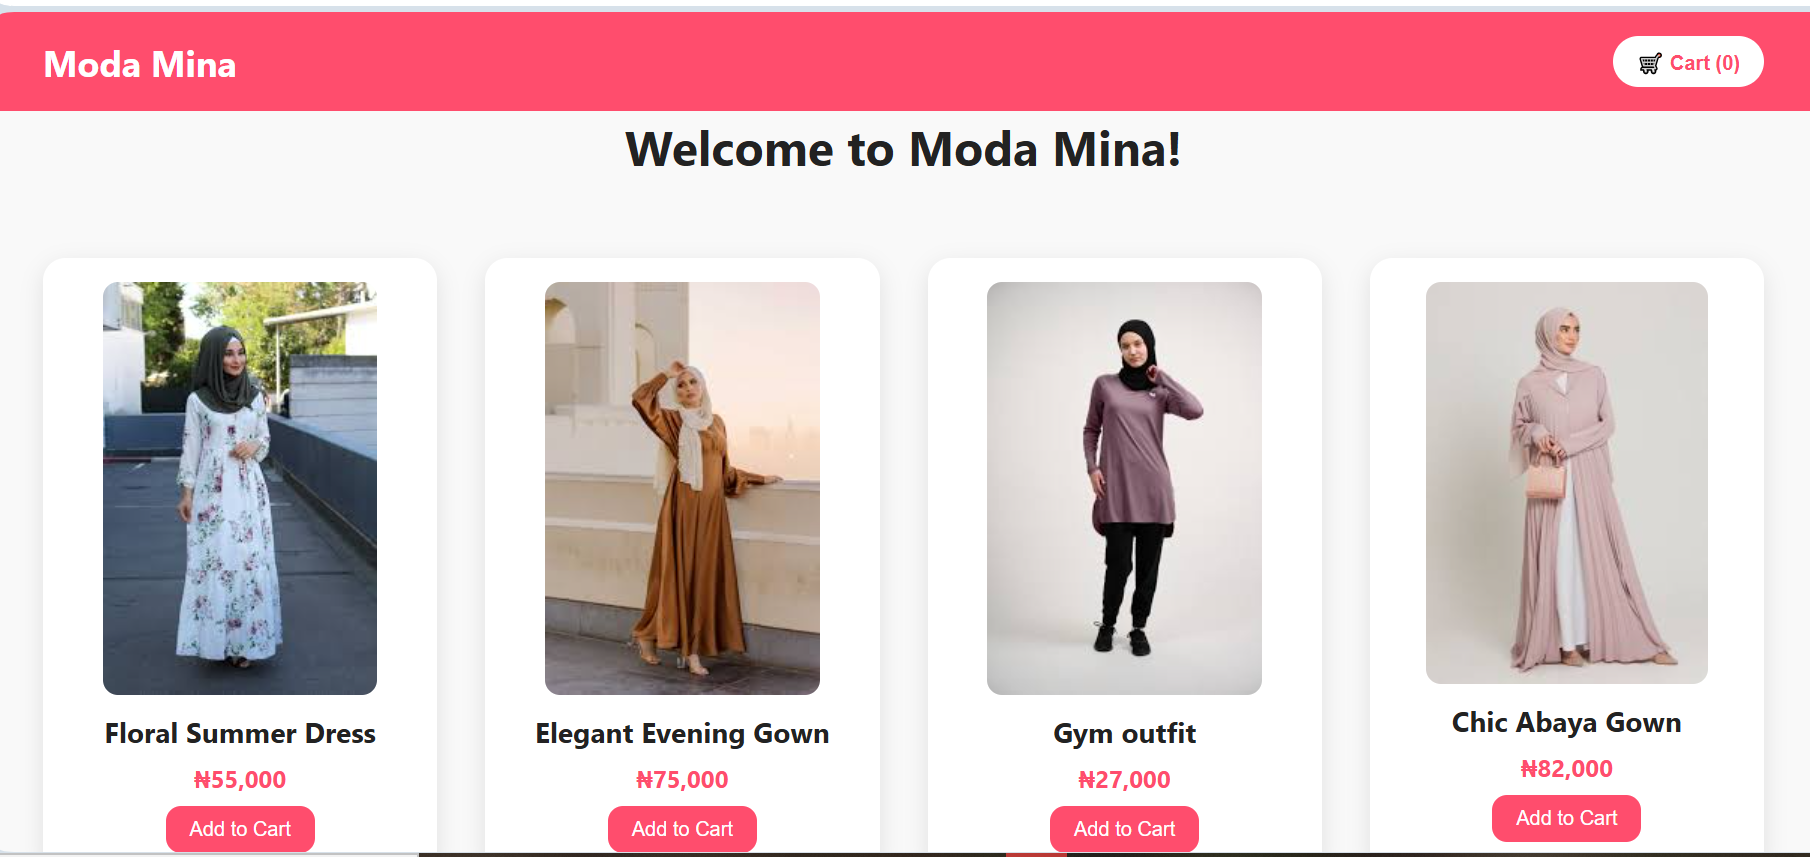 Moda Mina
Cart (0)
Welcome to Moda Mina!
Floral Summer Dress
₦55,000
Add to Cart
Elegant Evening Gown
₦75,000
Add to Cart
Gym outfit
₦27,000
Add to Cart
Chic Abaya Gown
₦82,000
Add to Cart